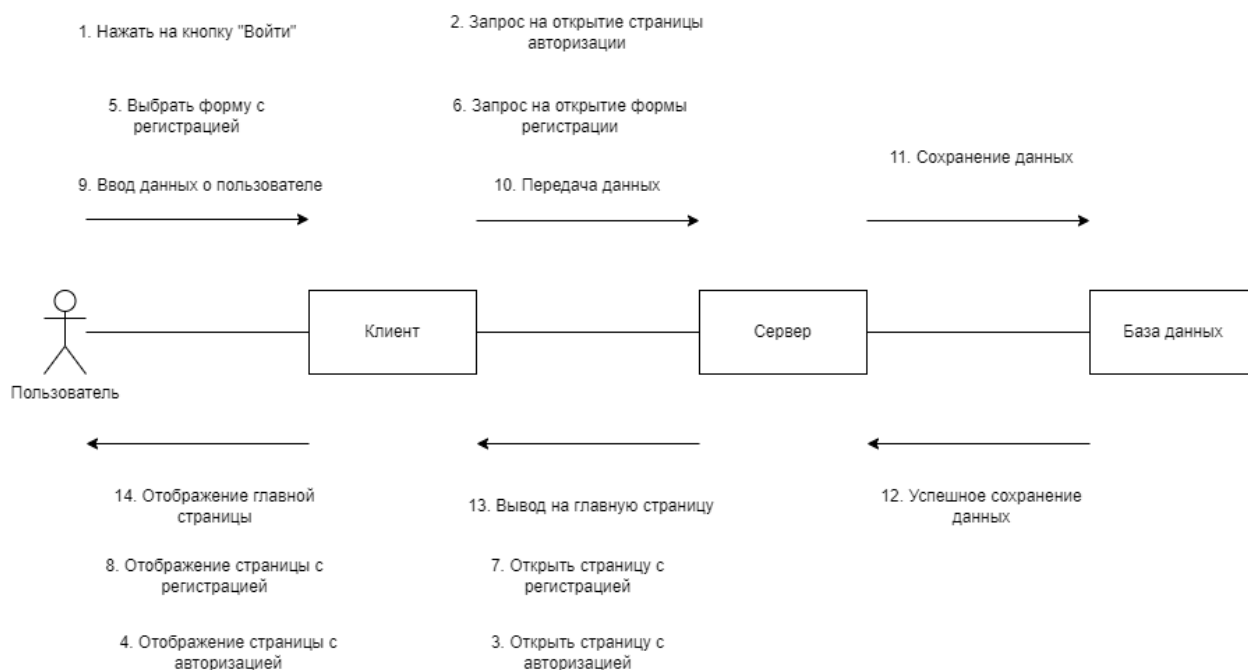 1. Нажать на кнопку "Войти"
2. Запрос на открытие страницы
авторизации
5. Выбрать форму с
регистрацией
6. Запрос на открытие формы
регистрации
11. Сохранение данных
9. Ввод данных о пользователе
10. Передача данных
Клиент
Сервер
База данных
Пользователь
14. Отображение главной
страницы
13. Вывод на главную страницу
12. Успешное сохранение
данных
8. Отображение страницы с
регистрацией
7. Открыть страницу с
регистрацией
4. Отображение страницы с
авторизацией
3. Открыть страницу с
авторизацией